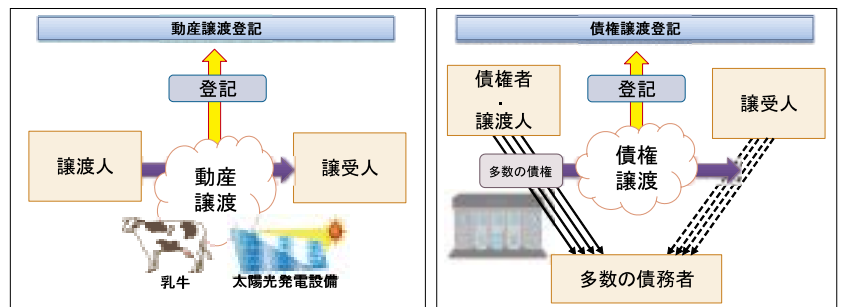 動産譲渡登記
登記
譲渡人
動産
譲渡
譲受人
乳牛
太陽光発電設備
債権譲渡登記
債権者
・
譲渡人
登記
譲受人
多数の債権
債権
譲渡
多数の債務者